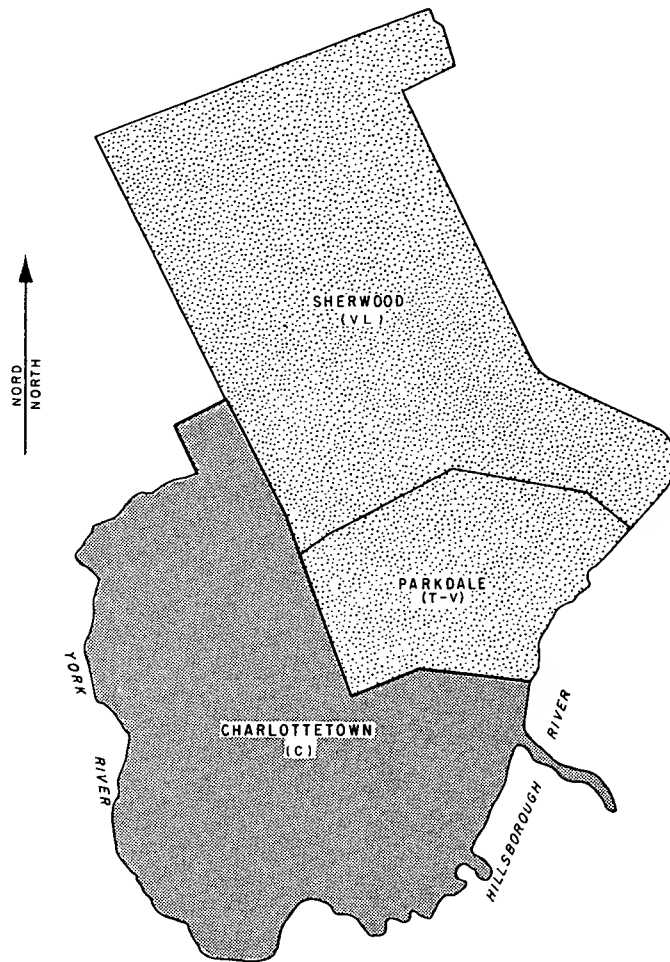 SHERWOOD
(VL)
NORD
NORTH
PARKDALE
(T-V)
YORK
RIVER
CHARLOTTETOWN
(C)
HILLSBOROUGH
RIVER